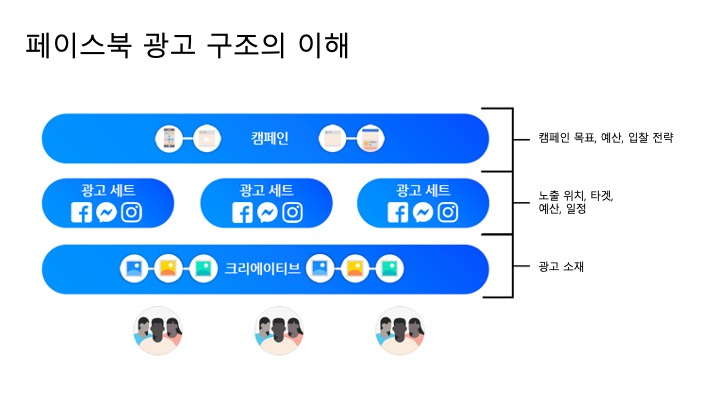 페이스북 광고 구조의 이해
캠페인
캠페인 목표, 예산, 입찰 전략
광고 세트
광고 세트
광고 세트
노출 위치, 타겟,
예산, 일정
크리에이티브
광고 소재